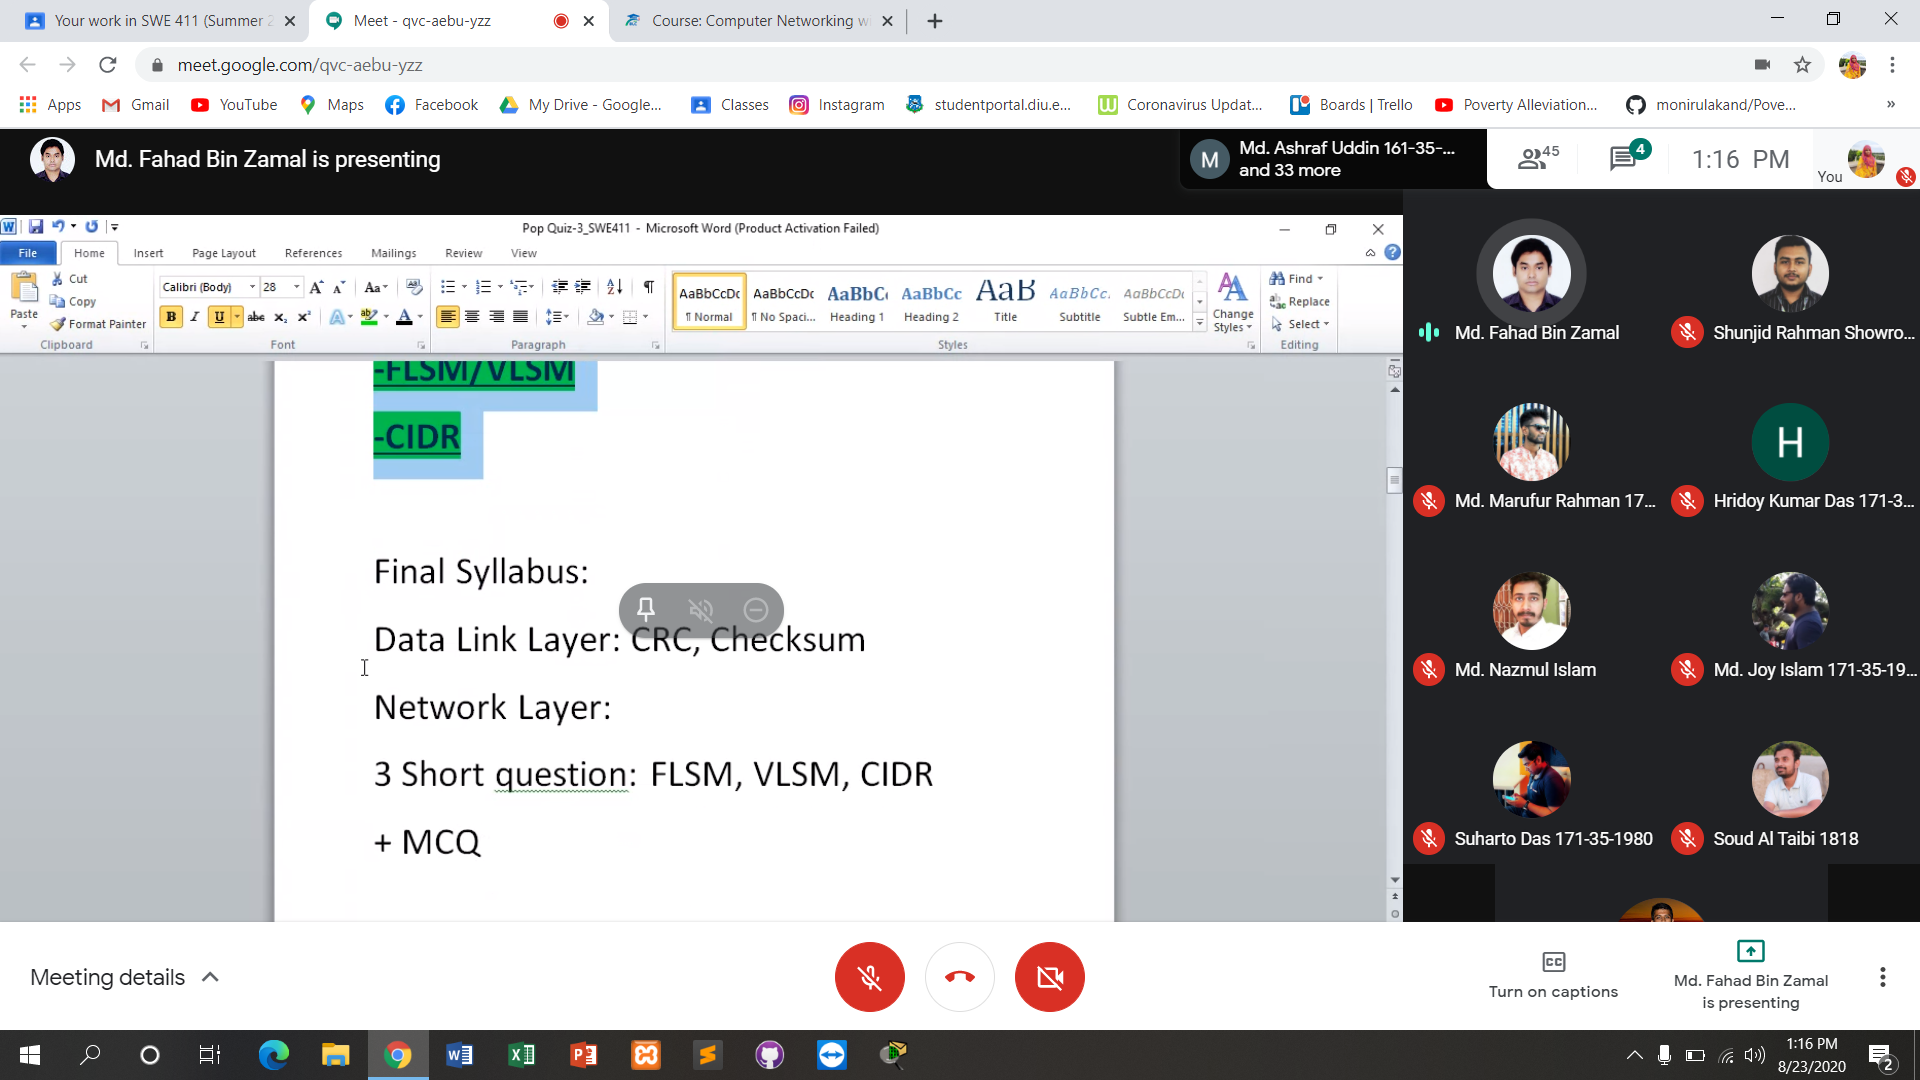 Your work in SWE 411 (Summer 2
Meet - qvc-aebu-yzz
Course: Computer Networking w
meet.google.com/qvc-aebu-yzz
Apps
Gmail
YouTube
Maps
Facebook
My Drive - Google...
Classes
Instagram
studentportal.diu.e...
Coronavirus Updat...
Boards | Trello
Poverty Alleviation...
monirulakand/Pove...
»
Md. Fahad Bin Zamal is presenting
M
Md. Ashraf Uddin 161-35-...
and 33 more
45
4
1:16 PM
You
Pop Quiz-3_SWE411 - Microsoft Word (Product Activation Failed)
File
Home
Insert
Page Layout
References
Mailings
Review
View
Paste
Cut
Copy
Format Painter
Clipboard
Calibri (Body)
28
Font
Paragraph
AaBbCcDc
¶ Normal
AaBbCcDc
¶ No Spaci...
AaBbC
Heading 1
AaBbCc
Heading 2
AaB
Title
AaBbCc.
Subtitle
AaBbCcDc
Subtle Em...
Change
Styles
Styles
Find
Replace
Select
Editing
-FLSM/VLSM
-CIDR
Final Syllabus:
Data Link Layer: CRC, Checksum
Network Layer:
3 Short question: FLSM, VLSM, CIDR
+ MCQ
Md. Fahad Bin Zamal
Shunjid Rahman Showro...
Md. Marufur Rahman 17...
H
Hridoy Kumar Das 171-3...
Md. Nazmul Islam
Md. Joy Islam 171-35-19...
Suharto Das 171-35-1980
Soud Al Taibi 1818
Meeting details
Turn on captions
Md. Fahad Bin Zamal
is presenting
1:16 PM
8/23/2020
2